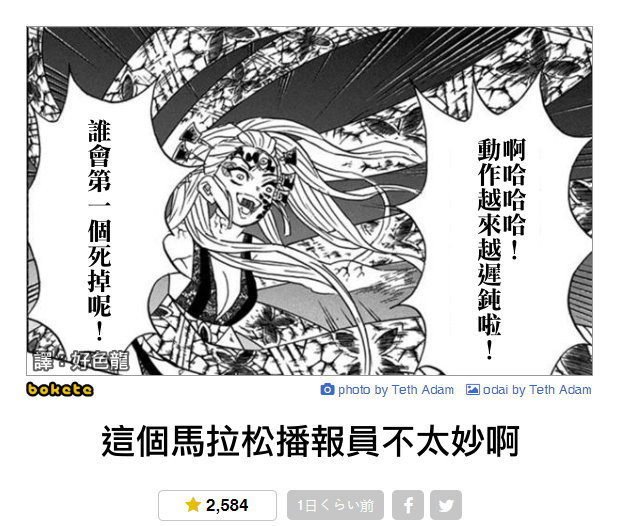 啊哈哈哈！
動作越來越遲鈍啦！
誰會第一個死掉呢！
譯：好色龍
bokete
photo by Teth Adam
odai by Teth Adam
這個馬拉松播報員不太妙啊
2,584
1日くらい前